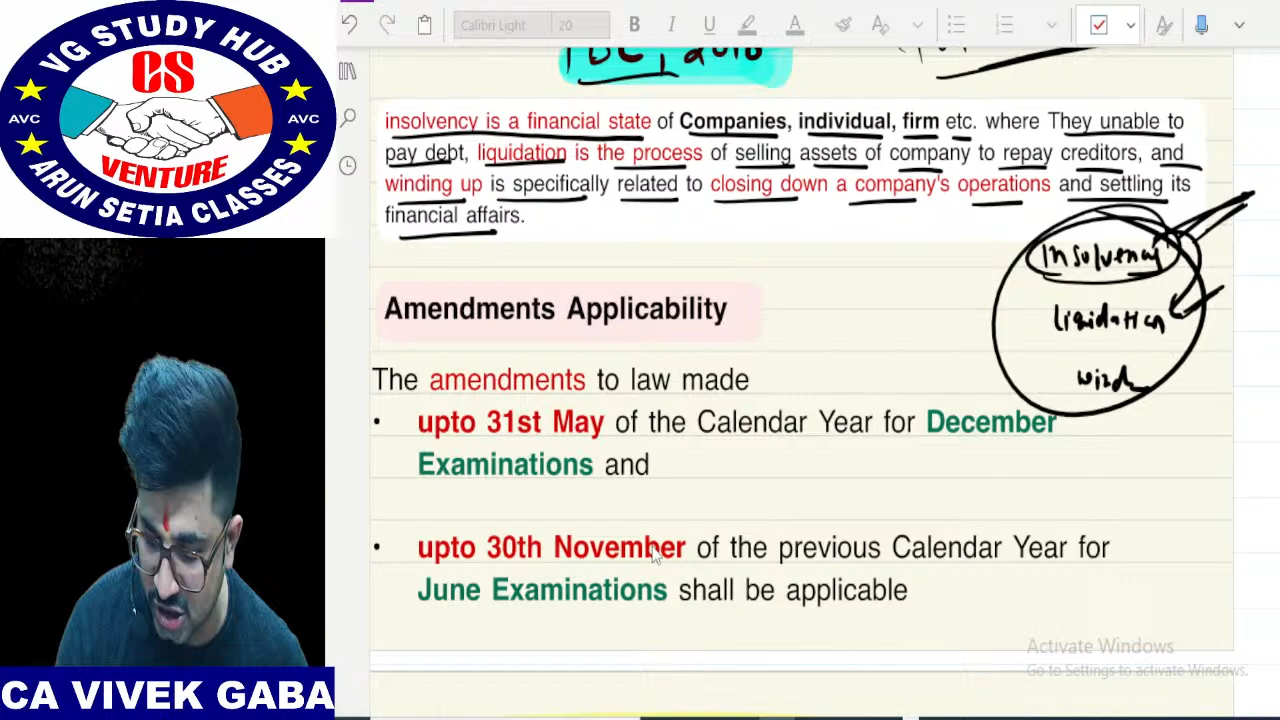 VG STUDY HUB
CS
AVC
AVC
VENTURE
ARUN SETIA CLASSES
Calibri Light
20
B I U A
insolvency is a financial state of Companies, individual, firm etc. where They unable to
pay debt, liquidation is the process of selling assets of company to repay creditors, and
winding up is specifically related to closing down a company's operations and settling its
financial affairs.
Insolvency
liquidation
Amendments Applicability
The amendments to law made
• upto 31st May of the Calendar Year for December
Examinations and
• upto 30th November of the previous Calendar Year for
June Examinations shall be applicable
Activate Windows
Go to Settings to activate Windows.
CA VIVEK GABA